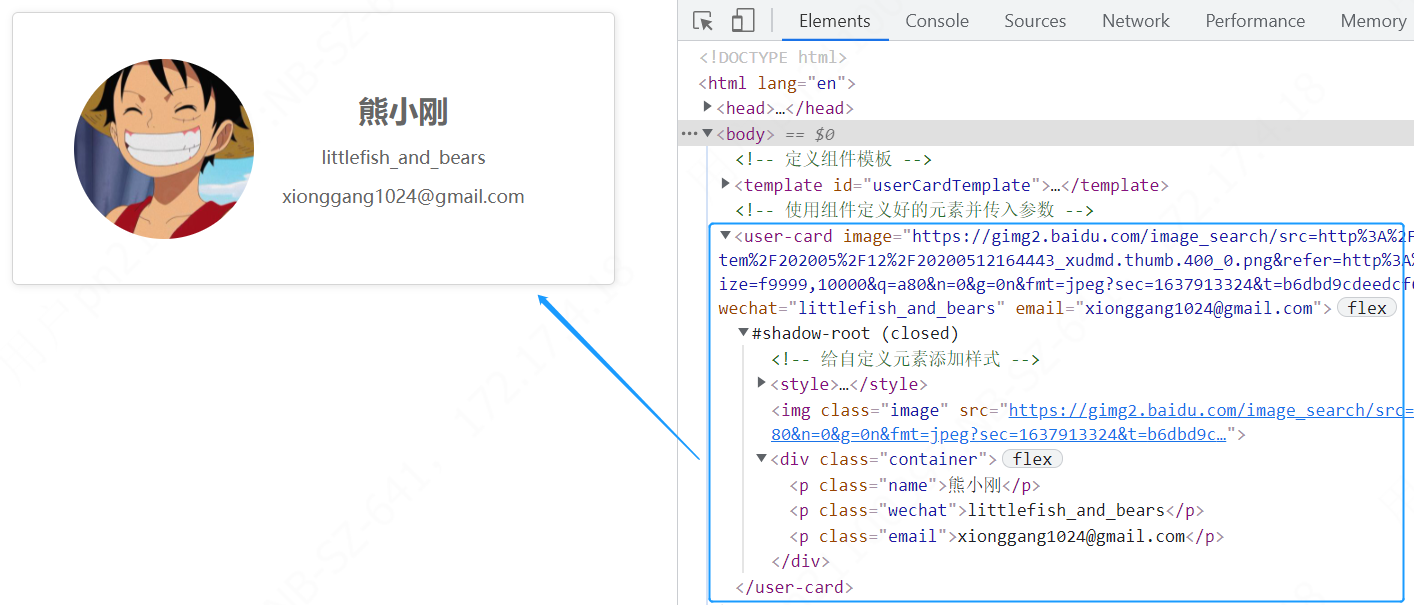 熊小刚
littlefish_and_bears
xionggang1024@gmail.com
Elements Console Sources Network Performance Memory
<!DOCTYPE html>
<html lang="en">
▶<head>…</head>
···▼<body> == $0
<!-- 定义组件模板 -->
▶<template id="userCardTemplate">…</template>
<!-- 使用组件定义好的元素并传入参数 -->
▼<user-card image="https://gimg2.baidu.com/image_search/src=http%3A%2F
tem%2F202005%2F12%2F20200512164443_xudmd.thumb.400_0.png&refer=http%3A%
ize=f9999,10000&q=a80&n=0&g=0n&fmt=jpeg?sec=1637913324&t=b6dbd9cdeedcf6
wechat="littlefish_and_bears" email="xionggang1024@gmail.com"> flex
▼#shadow-root (closed)
<!-- 给自定义元素添加样式 -->
▶<style>…</style>
<img class="image" src="https://gimg2.baidu.com/image_search/src=
80&n=0&g=0n&fmt=jpeg?sec=1637913324&t=b6dbd9c…">
▼<div class="container"> flex
<p class="name">熊小刚</p>
<p class="wechat">littlefish_and_bears</p>
<p class="email">xionggang1024@gmail.com</p>
</div>
</user-card>